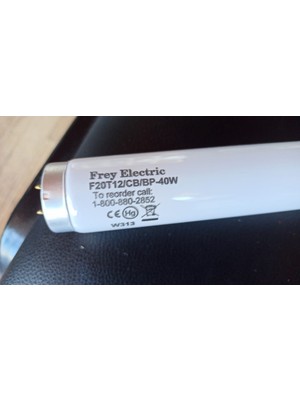 Frey Electric
F20T12/CB/BP-40W
To reorder call:
1-800-880-2852
CE Hg
W313